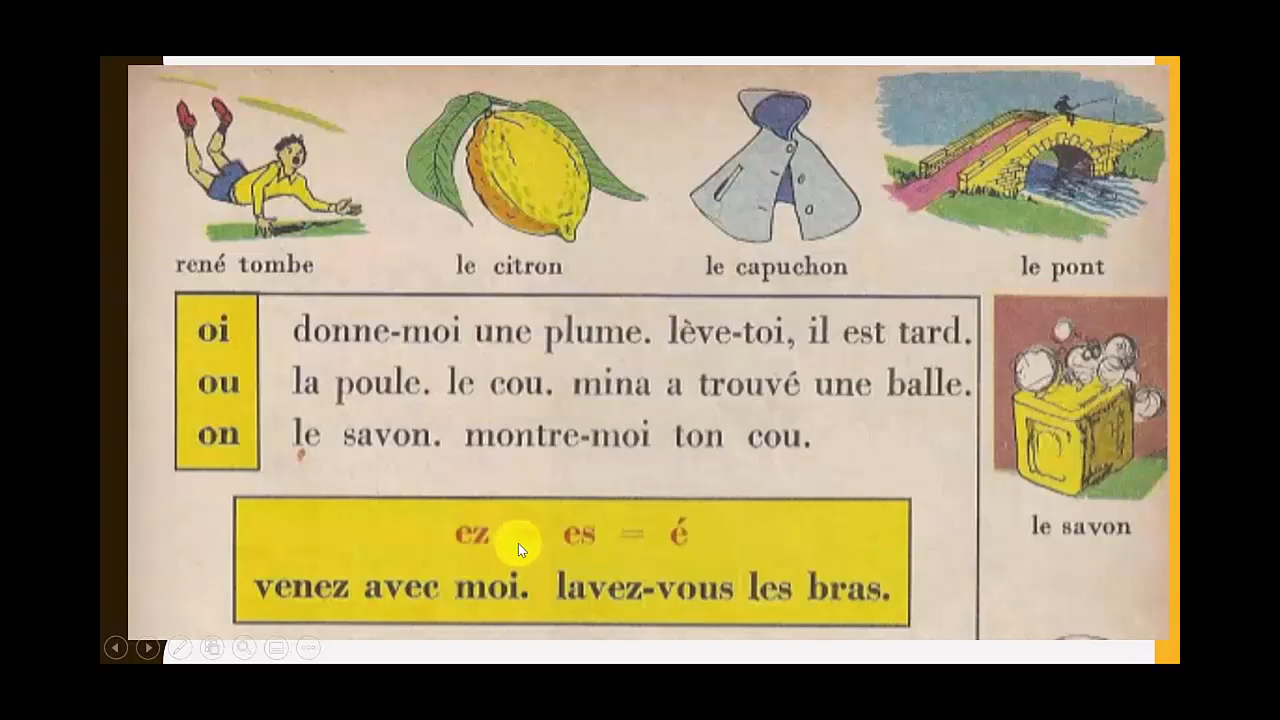 rené tombe
le citron
le capuchon
le pont
oi donne-moi une plume. lève-toi, il est tard.
ou la poule. le cou. mina a trouvé une balle.
on le savon. montre-moi ton cou.
le savon
ez es = é
venez avec moi. lavez-vous les bras.